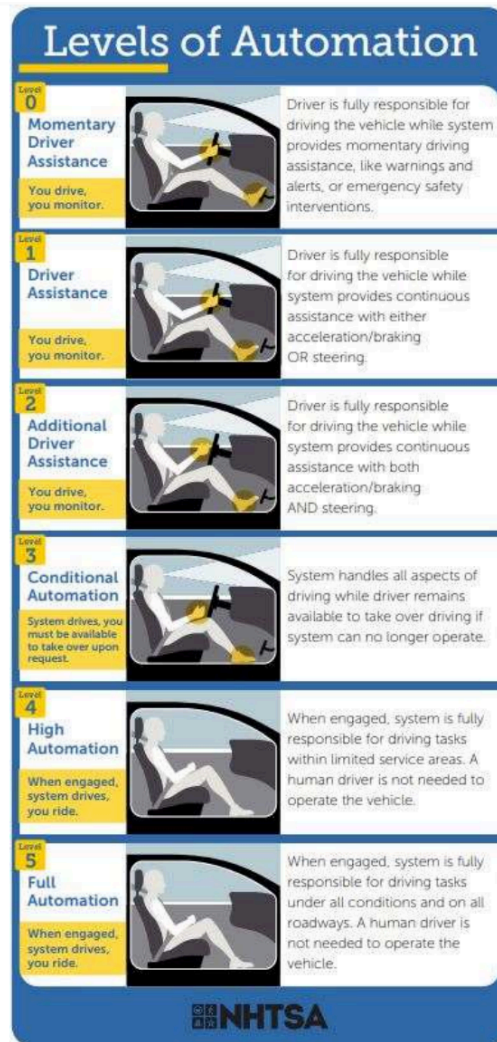 Levels of Automation
Level
0
Momentary
Driver
Assistance
You drive,
you monitor.
Driver is fully responsible for
driving the vehicle while system
provides momentary driving
assistance, like warnings and
alerts, or emergency safety
interventions.
Level
1
Driver
Assistance
You drive,
you monitor.
Driver is fully responsible
for driving the vehicle while
system provides continuous
assistance with either
acceleration/braking
OR steering.
Level
2
Additional
Driver
Assistance
You drive,
you monitor.
Driver is fully responsible
for driving the vehicle while
system provides continuous
assistance with both
acceleration/braking
AND steering.
Level
3
Conditional
Automation
System drives, you
must be available
to take over upon
request.
System handles all aspects of
driving while driver remains
available to take over driving if
system can no longer operate.
Level
4
High
Automation
When engaged,
system drives,
you ride.
When engaged, system is fully
responsible for driving tasks
within limited service areas. A
human driver is not needed to
operate the vehicle.
Level
5
Full
Automation
When engaged,
system drives,
you ride.
When engaged, system is fully
responsible for driving tasks
under all conditions and on all
roadways. A human driver is
not needed to operate the
vehicle.
NHTSA